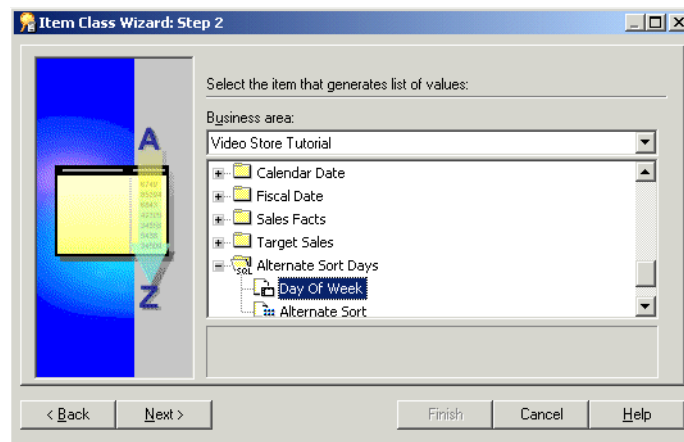 Item Class Wizard: Step 2
Select the item that generates list of values:
Business area:
Video Store Tutorial
Calendar Date
Fiscal Date
Sales Facts
Target Sales
SQL Alternate Sort Days
Day Of Week
Alternate Sort
A
Z
< Back Next > Finish Cancel Help